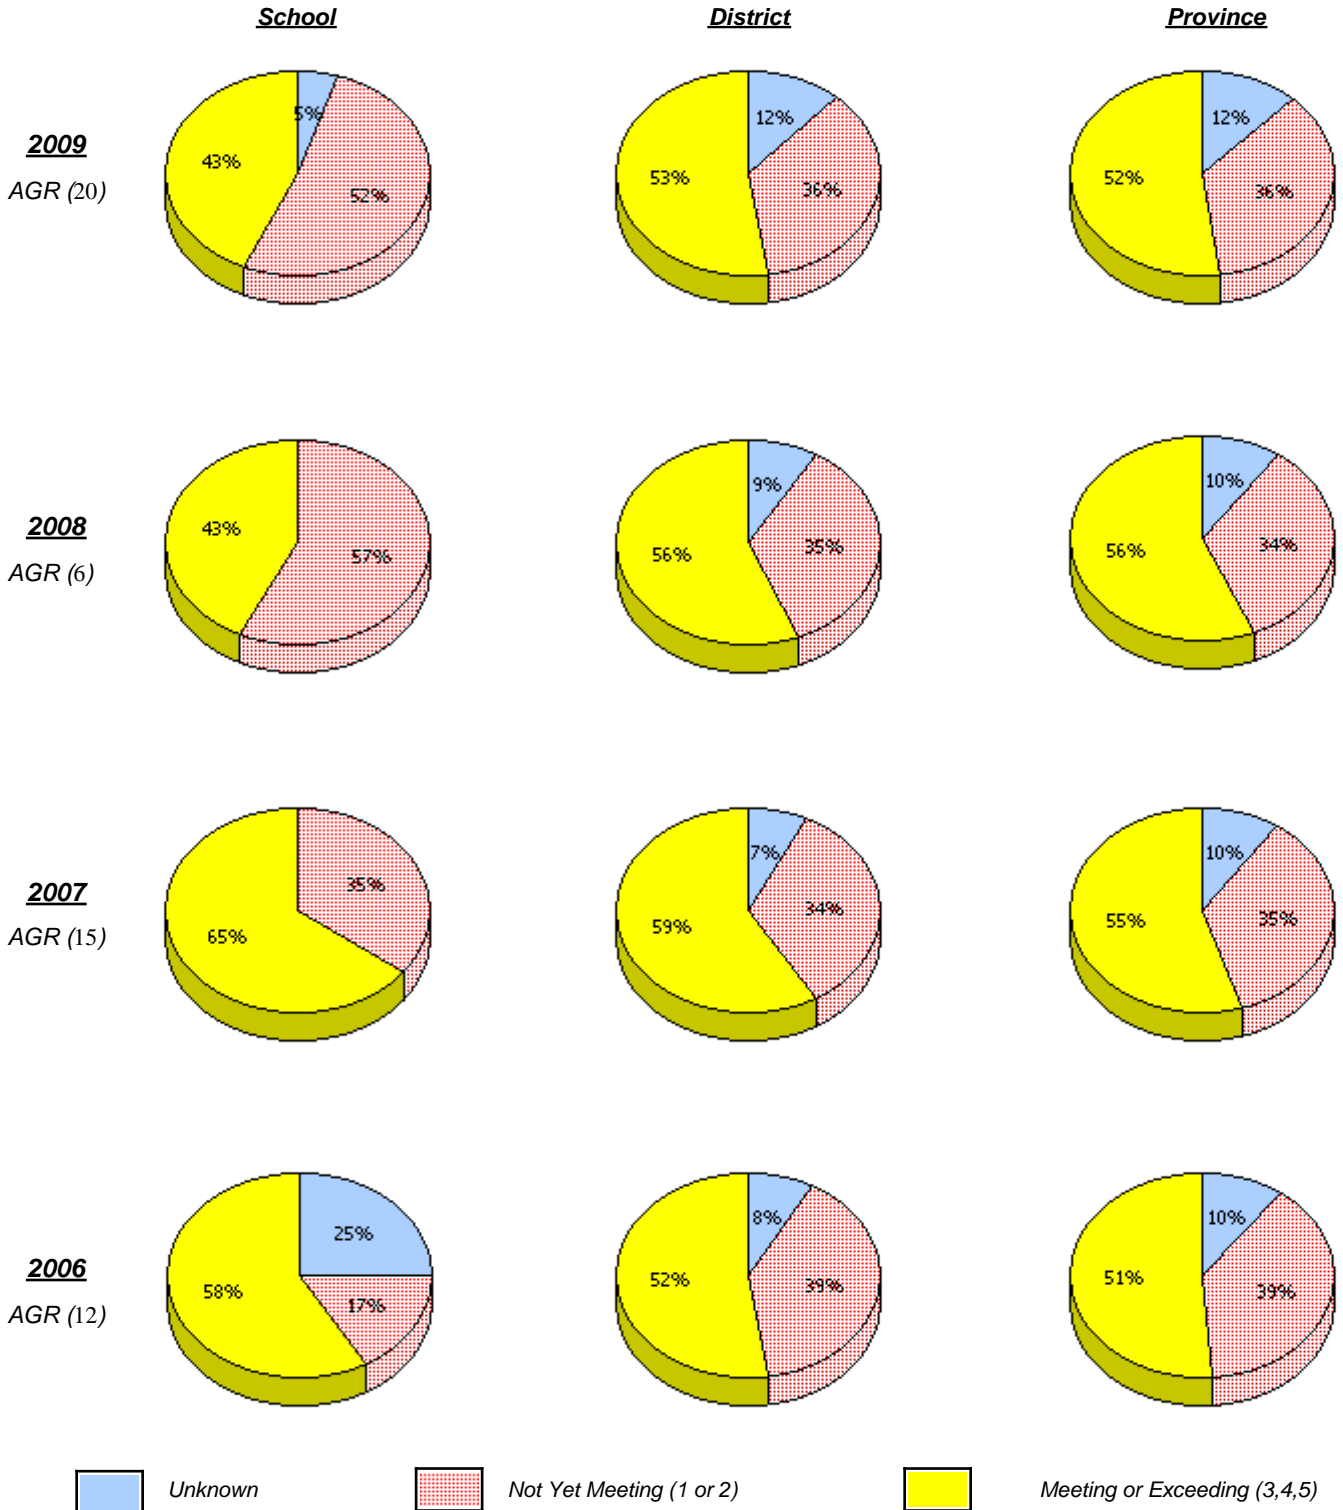 School District Province
2009
AGR (20)
5% 52% 43%
12% 36% 53%
12% 36% 52%
2008
AGR (6)
57% 43%
9% 35% 56%
10% 34% 56%
2007
AGR (15)
35% 65%
7% 34% 59%
10% 35% 55%
2006
AGR (12)
25% 17% 58%
8% 39% 52%
10% 39% 51%
Unknown Not Yet Meeting (1 or 2) Meeting or Exceeding (3,4,5)